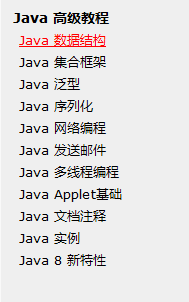 Java 高级教程
Java 数据结构
Java 集合框架
Java 泛型
Java 序列化
Java 网络编程
Java 发送邮件
Java 多线程编程
Java Applet基础
Java 文档注释
Java 实例
Java 8 新特性